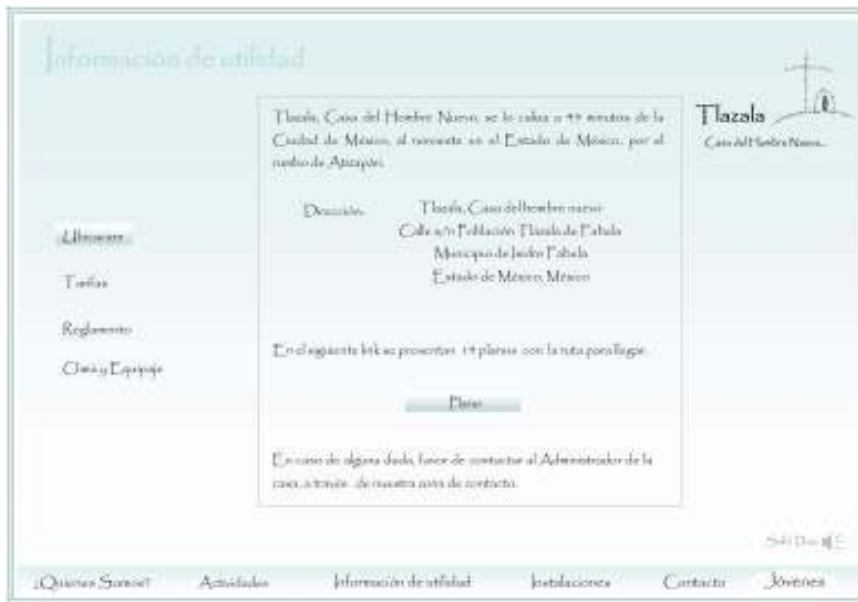 Información de utilidad
Tlazala, Casa del Hombre Nuevo, se localiza a 45 minutos de la
Ciudad de México, al noroeste en el Estado de México, por el
rumbo de Atizapán.
Tlazala
Casa del Hombre Nuevo...
Dirección: Tlazala, Casa del hombre nuevo
Calle s/n Población Tlazala de Fabela
Municipio de Isidro Fabela
Estado de México, México
Ubicación
Tarifas
Reglamento
Clima y Equipaje
En el siguiente link se presentan 14 planos con la ruta para llegar.
En caso de alguna duda, favor de contactar al Administrador de la
casa, a través de nuestra área de contacto.
¿Quienes Somos?
Actividades
Información de utilidad
Instalaciones
Contacto
Jóvenes